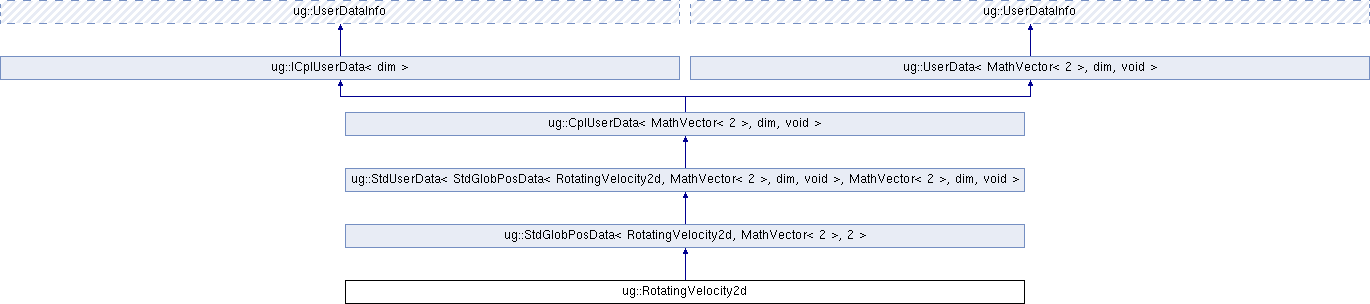 ug::UserDataInfo
ug::UserDataInfo
ug::ICplUserData< dim >
ug::UserData< MathVector< 2 >, dim, void >
ug::CplUserData< MathVector< 2 >, dim, void >
ug::StdUserData< StdGlobPosData< RotatingVelocity2d, MathVector< 2 >, dim, void >, MathVector< 2 >, dim, void >
ug::StdGlobPosData< RotatingVelocity2d, MathVector< 2 >, 2 >
ug::RotatingVelocity2d